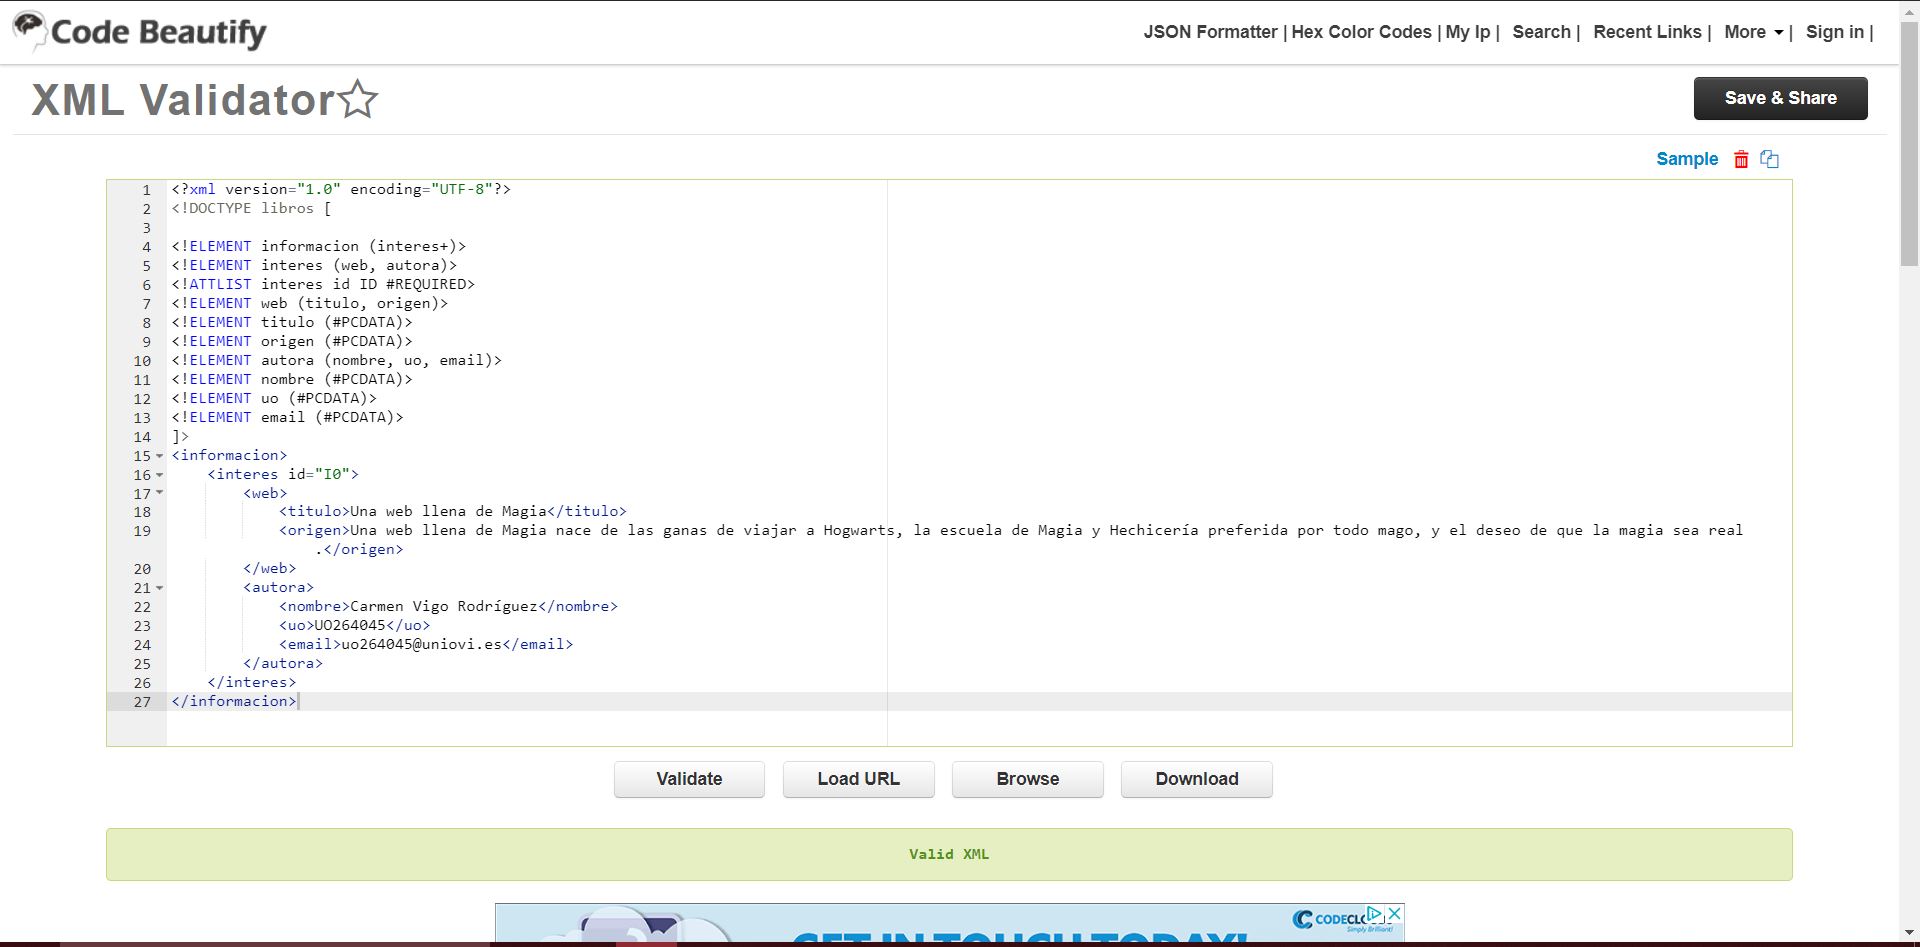 Code Beautify
JSON Formatter | Hex Color Codes | My Ip | Search | Recent Links | More | Sign in |
XML Validator
Save & Share
Sample
1 <?xml version="1.0" encoding="UTF-8"?>
2 <!DOCTYPE libros [
3
4 <!ELEMENT informacion (interes+)>
5 <!ELEMENT interes (web, autora)>
6 <!ATTLIST interes id ID #REQUIRED>
7 <!ELEMENT web (titulo, origen)>
8 <!ELEMENT titulo (#PCDATA)>
9 <!ELEMENT origen (#PCDATA)>
10 <!ELEMENT autora (nombre, uo, email)>
11 <!ELEMENT nombre (#PCDATA)>
12 <!ELEMENT uo (#PCDATA)>
13 <!ELEMENT email (#PCDATA)>
14 ]>
15 <informacion>
16 <interes id="I0">
17 <web>
18 <titulo>Una web llena de Magia</titulo>
19 <origen>Una web llena de Magia nace de las ganas de viajar a Hogwarts, la escuela de Magia y Hechicería preferida por todo mago, y el deseo de que la magia sea real
.</origen>
20 </web>
21 <autora>
22 <nombre>Carmen Vigo Rodríguez</nombre>
23 <uo>UO264045</uo>
24 <email>uo264045@uniovi.es</email>
25 </autora>
26 </interes>
27 </informacion>
Validate Load URL Browse Download
Valid XML
Simply Brilliant!
GET IN TOUCH TODAY!